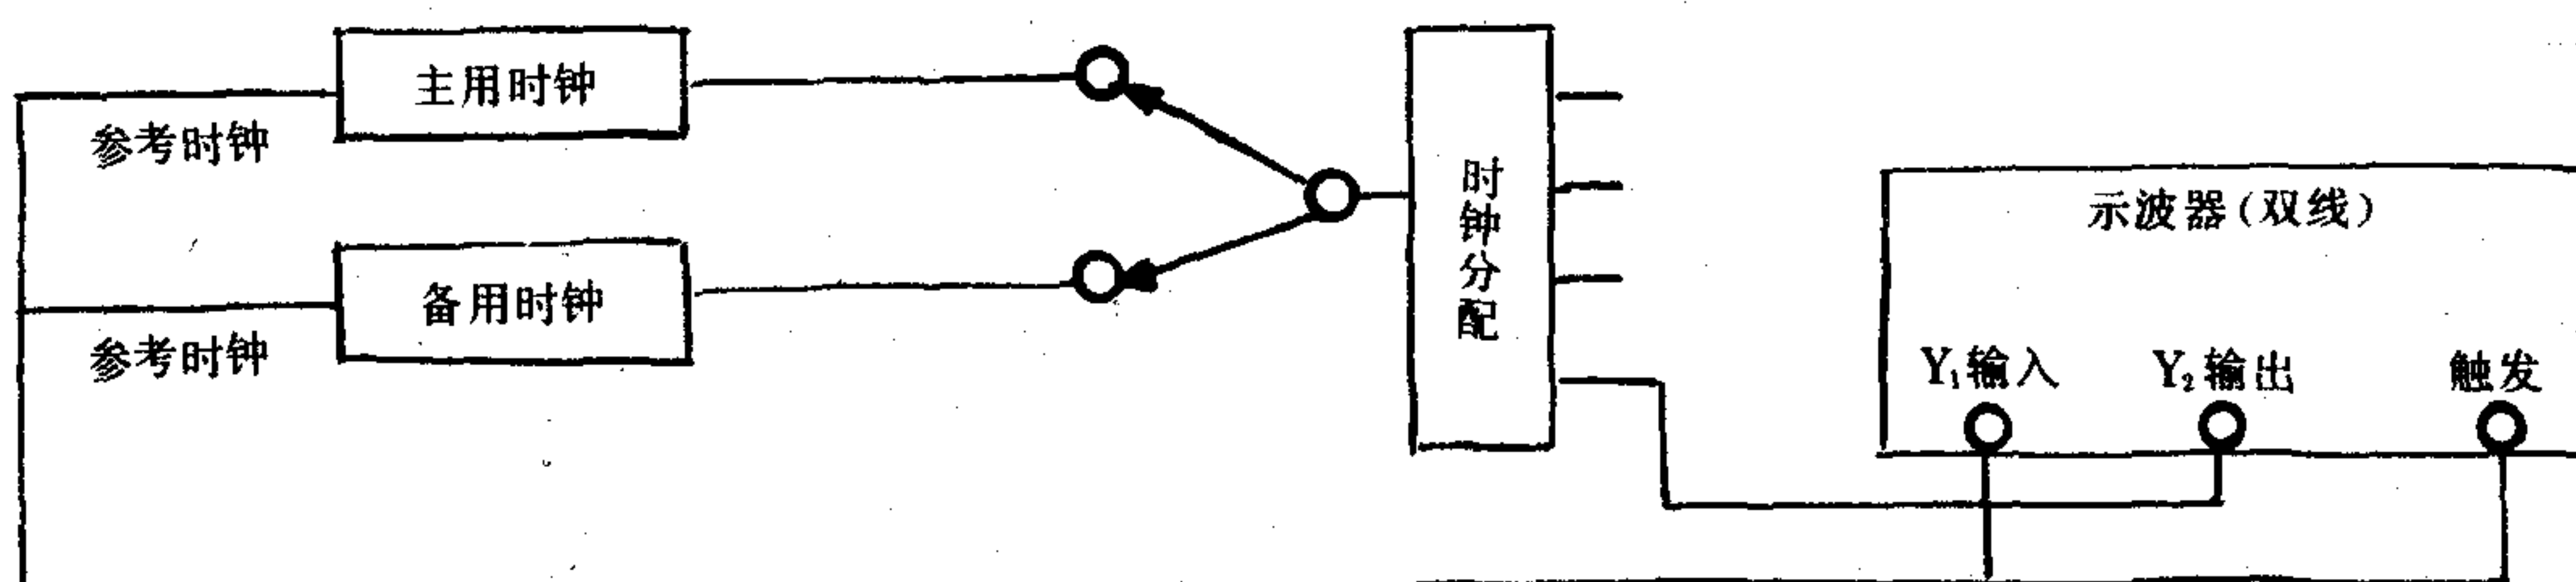 主用时钟
参考时钟
备用时钟
参考时钟
时钟分配
示波器(双线)
Y₁输入
Y₂输出
触发